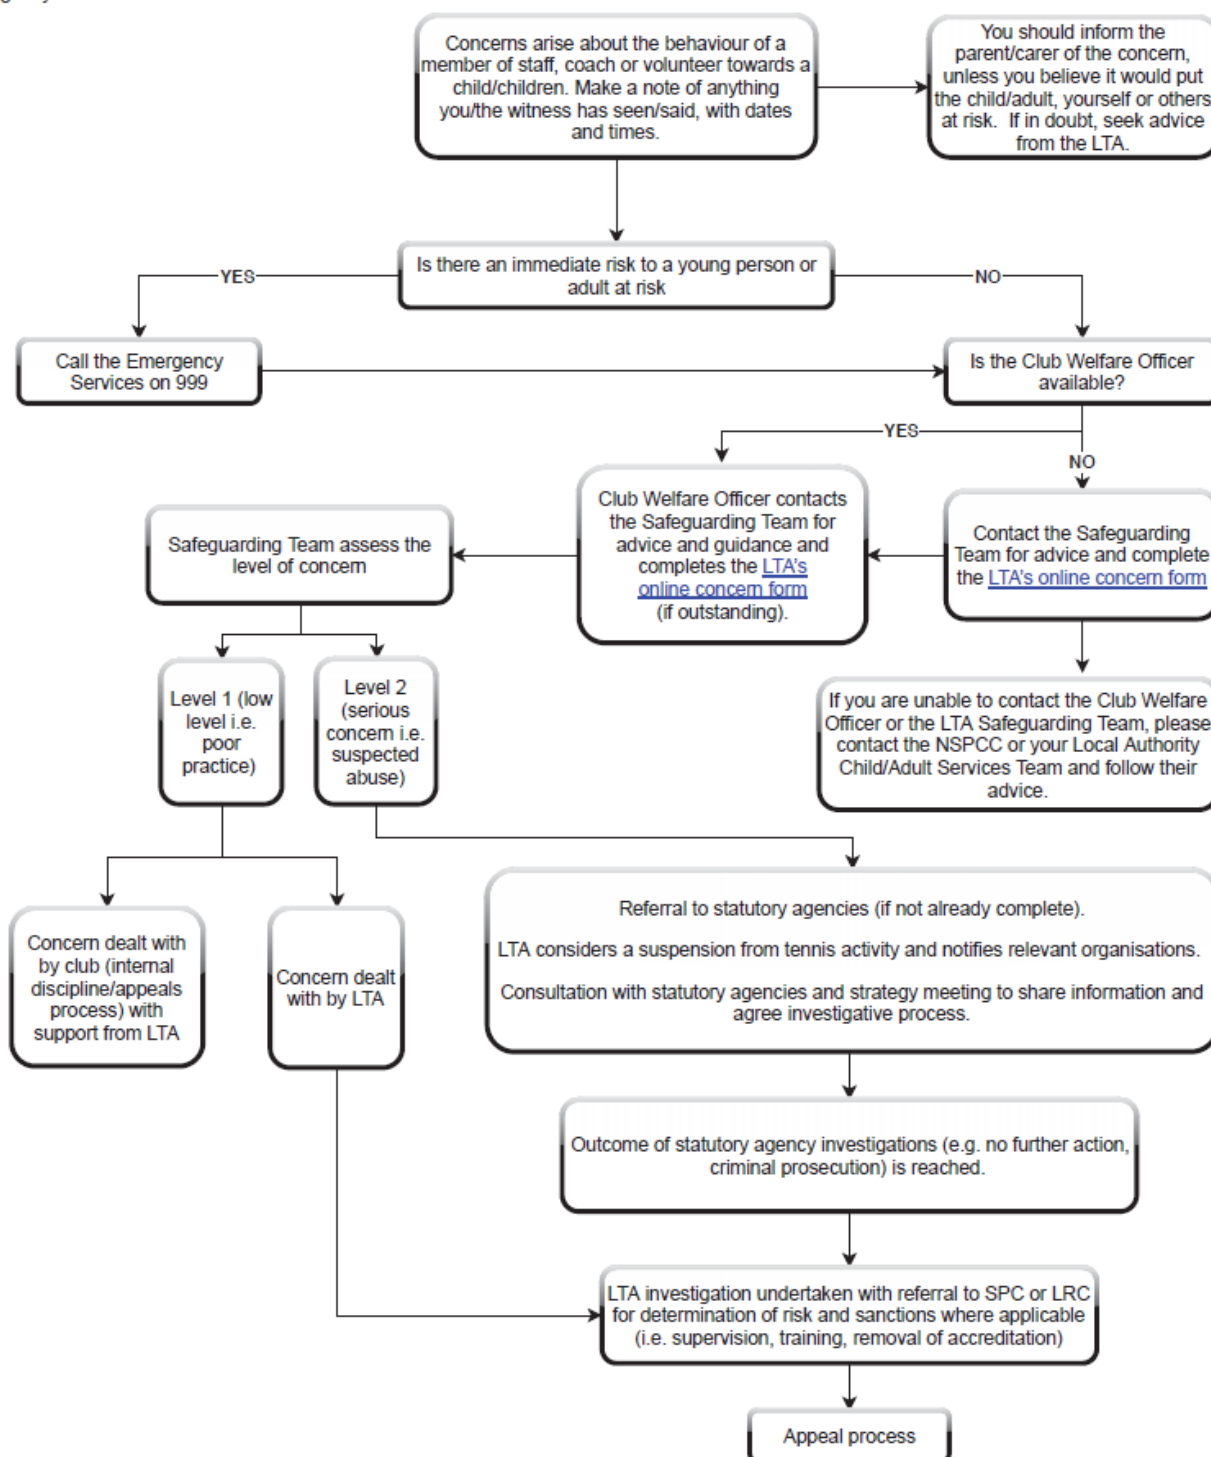 Concerns arise about the behaviour of a
member of staff, coach or volunteer towards a
child/children. Make a note of anything
you/the witness has seen/said, with dates
and times.
You should inform the
parent/carer of the concern,
unless you believe it would put
the child/adult, yourself or others
at risk.  If in doubt, seek advice
from the LTA.
Is there an immediate risk to a young person or
adult at risk
YES
NO
Call the Emergency
Services on 999
Is the Club Welfare Officer
available?
YES
NO
Club Welfare Officer contacts
the Safeguarding Team for
advice and guidance and
completes the LTA's
online concern form
(if outstanding).
Contact the Safeguarding
Team for advice and complete
the LTA's online concern form
Safeguarding Team assess the
level of concern
Level 1 (low
level i.e.
poor
practice)
Level 2
(serious
concern i.e.
suspected
abuse)
If you are unable to contact the Club Welfare
Officer or the LTA Safeguarding Team, please
contact the NSPCC or your Local Authority
Child/Adult Services Team and follow their
advice.
Concern dealt with
by club (internal
discipline/appeals
process) with
support from LTA
Concern dealt
with by LTA
Referral to statutory agencies (if not already complete).
LTA considers a suspension from tennis activity and notifies relevant organisations.
Consultation with statutory agencies and strategy meeting to share information and
agree investigative process.
Outcome of statutory agency investigations (e.g. no further action,
criminal prosecution) is reached.
LTA investigation undertaken with referral to SPC or LRC
for determination of risk and sanctions where applicable
(i.e. supervision, training, removal of accreditation)
Appeal process